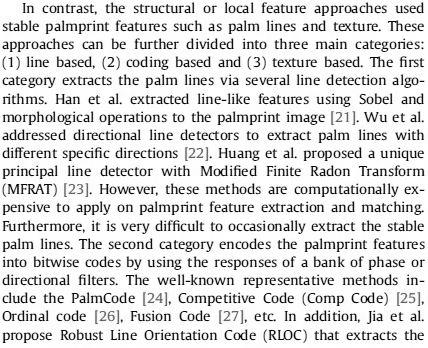 In contrast, the structural or local feature approaches used
stable palmprint features such as palm lines and texture. These
approaches can be further divided into three main categories:
(1) line based, (2) coding based and (3) texture based. The first
category extracts the palm lines via several line detection algo-
rithms. Han et al. extracted line-like features using Sobel and
morphological operations to the palmprint image [21]. Wu et al.
addressed directional line detectors to extract palm lines with
different specific directions [22]. Huang et al. proposed a unique
principal line detector with Modified Finite Radon Transform
(MFRAT) [23]. However, these methods are computationally ex-
pensive to apply on palmprint feature extraction and matching.
Furthermore, it is very difficult to occasionally extract the stable
palm lines. The second category encodes the palmprint features
into bitwise codes by using the responses of a bank of phase or
directional filters. The well-known representative methods in-
clude the PalmCode [24], Competitive Code (Comp Code) [25],
Ordinal code [26], Fusion Code [27], etc. In addition, Jia et al.
propose Robust Line Orientation Code (RLOC) that extracts the